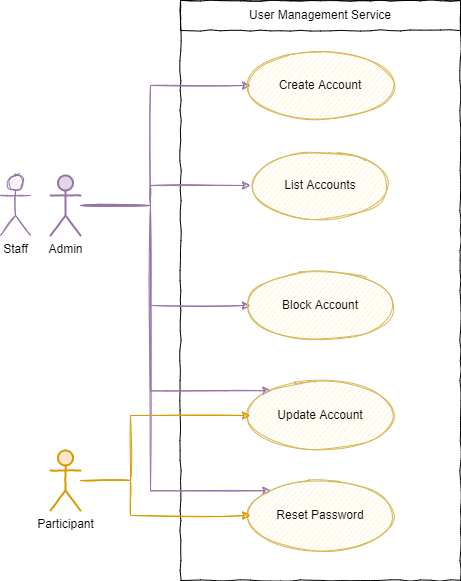 User Management Service
Create Account
List Accounts
Staff
Admin
Block Account
Update Account
Reset Password
Participant